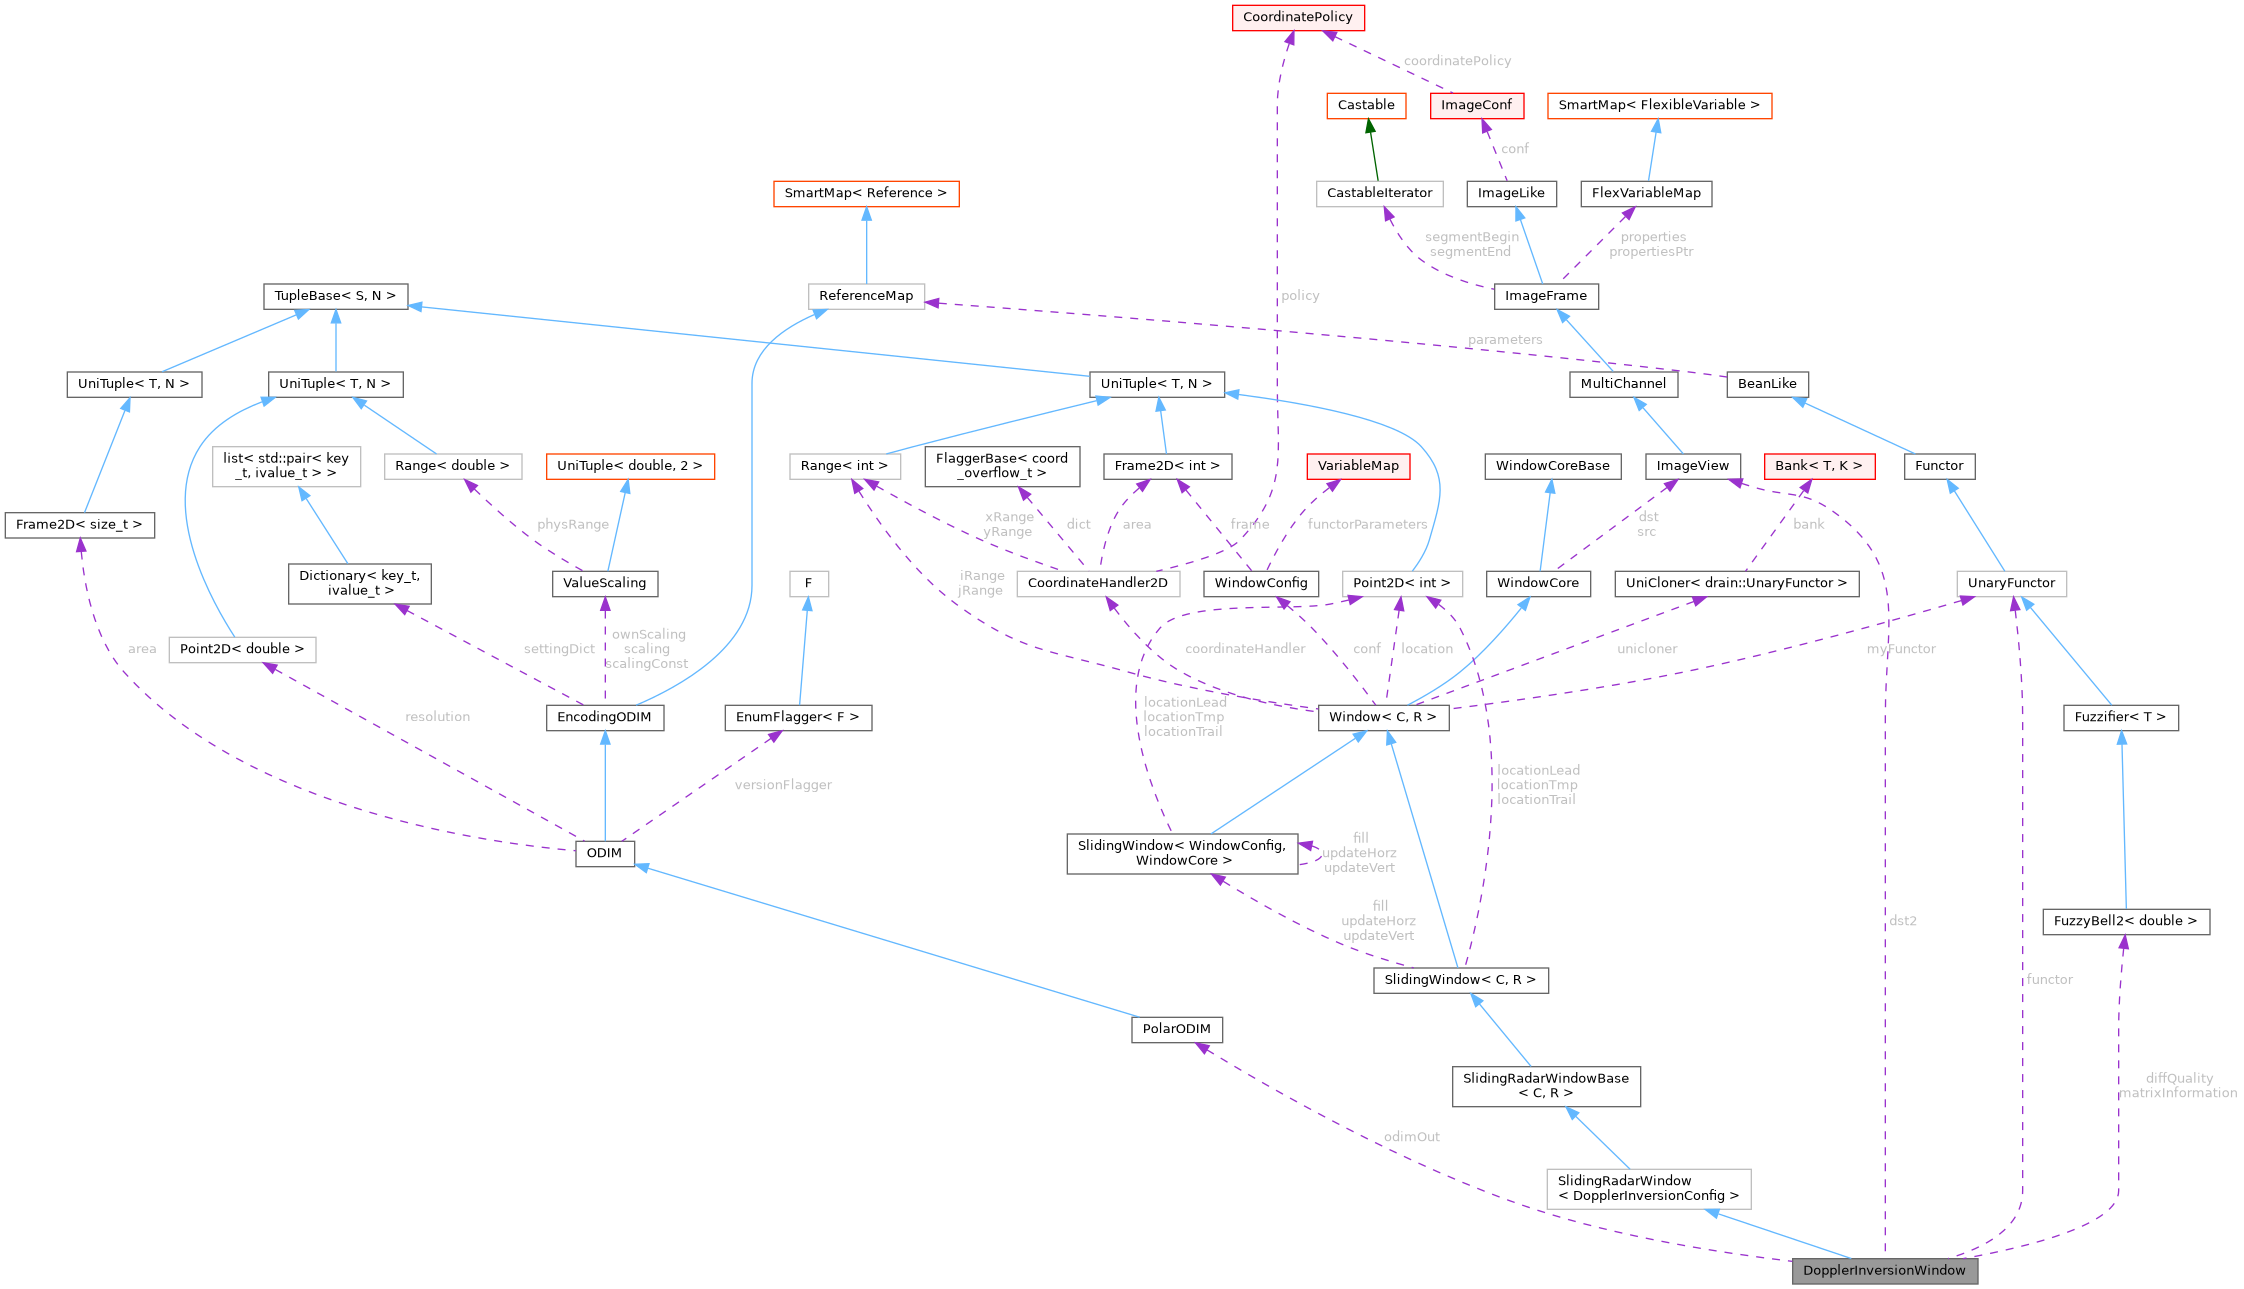 CoordinatePolicy
coordinatePolicy
Castable
ImageConf
SmartMap< FlexibleVariable >
conf
SmartMap< Reference >
CastableIterator
ImageLike
FlexVariableMap
segmentBegin
segmentEnd
properties
propertiesPtr
TupleBase< S, N >
ReferenceMap
policy
ImageFrame
parameters
UniTuple< T, N >
UniTuple< T, N >
UniTuple< T, N >
MultiChannel
BeanLike
list< std::pair< key
_t, ivalue_t > >
Range< double >
UniTuple< double, 2 >
Range< int >
FlaggerBase< coord
_overflow_t >
Frame2D< int >
VariableMap
WindowCoreBase
ImageView
Bank< T, K >
Functor
Frame2D< size_t >
physRange
xRange
yRange
dict
area
frame
functorParameters
dst
src
bank
Dictionary< key_t,
ivalue_t >
ValueScaling
F
iRange
jRange
CoordinateHandler2D
WindowConfig
Point2D< int >
WindowCore
UniCloner< drain::UnaryFunctor >
UnaryFunctor
area
Point2D< double >
settingDict
ownScaling
scaling
scalingConst
coordinateHandler
conf
location
unicloner
myFunctor
resolution
EncodingODIM
EnumFlagger< F >
locationLead
locationTmp
locationTrail
Window< C, R >
Fuzzifier< T >
versionFlagger
locationLead
locationTmp
locationTrail
ODIM
SlidingWindow< WindowConfig,
WindowCore >
fill
updateHorz
updateVert
fill
updateHorz
updateVert
dst2
FuzzyBell2< double >
SlidingWindow< C, R >
functor
PolarODIM
SlidingRadarWindowBase
< C, R >
diffQuality
matrixInformation
odimOut
SlidingRadarWindow
< DopplerInversionConfig >
DopplerInversionWindow